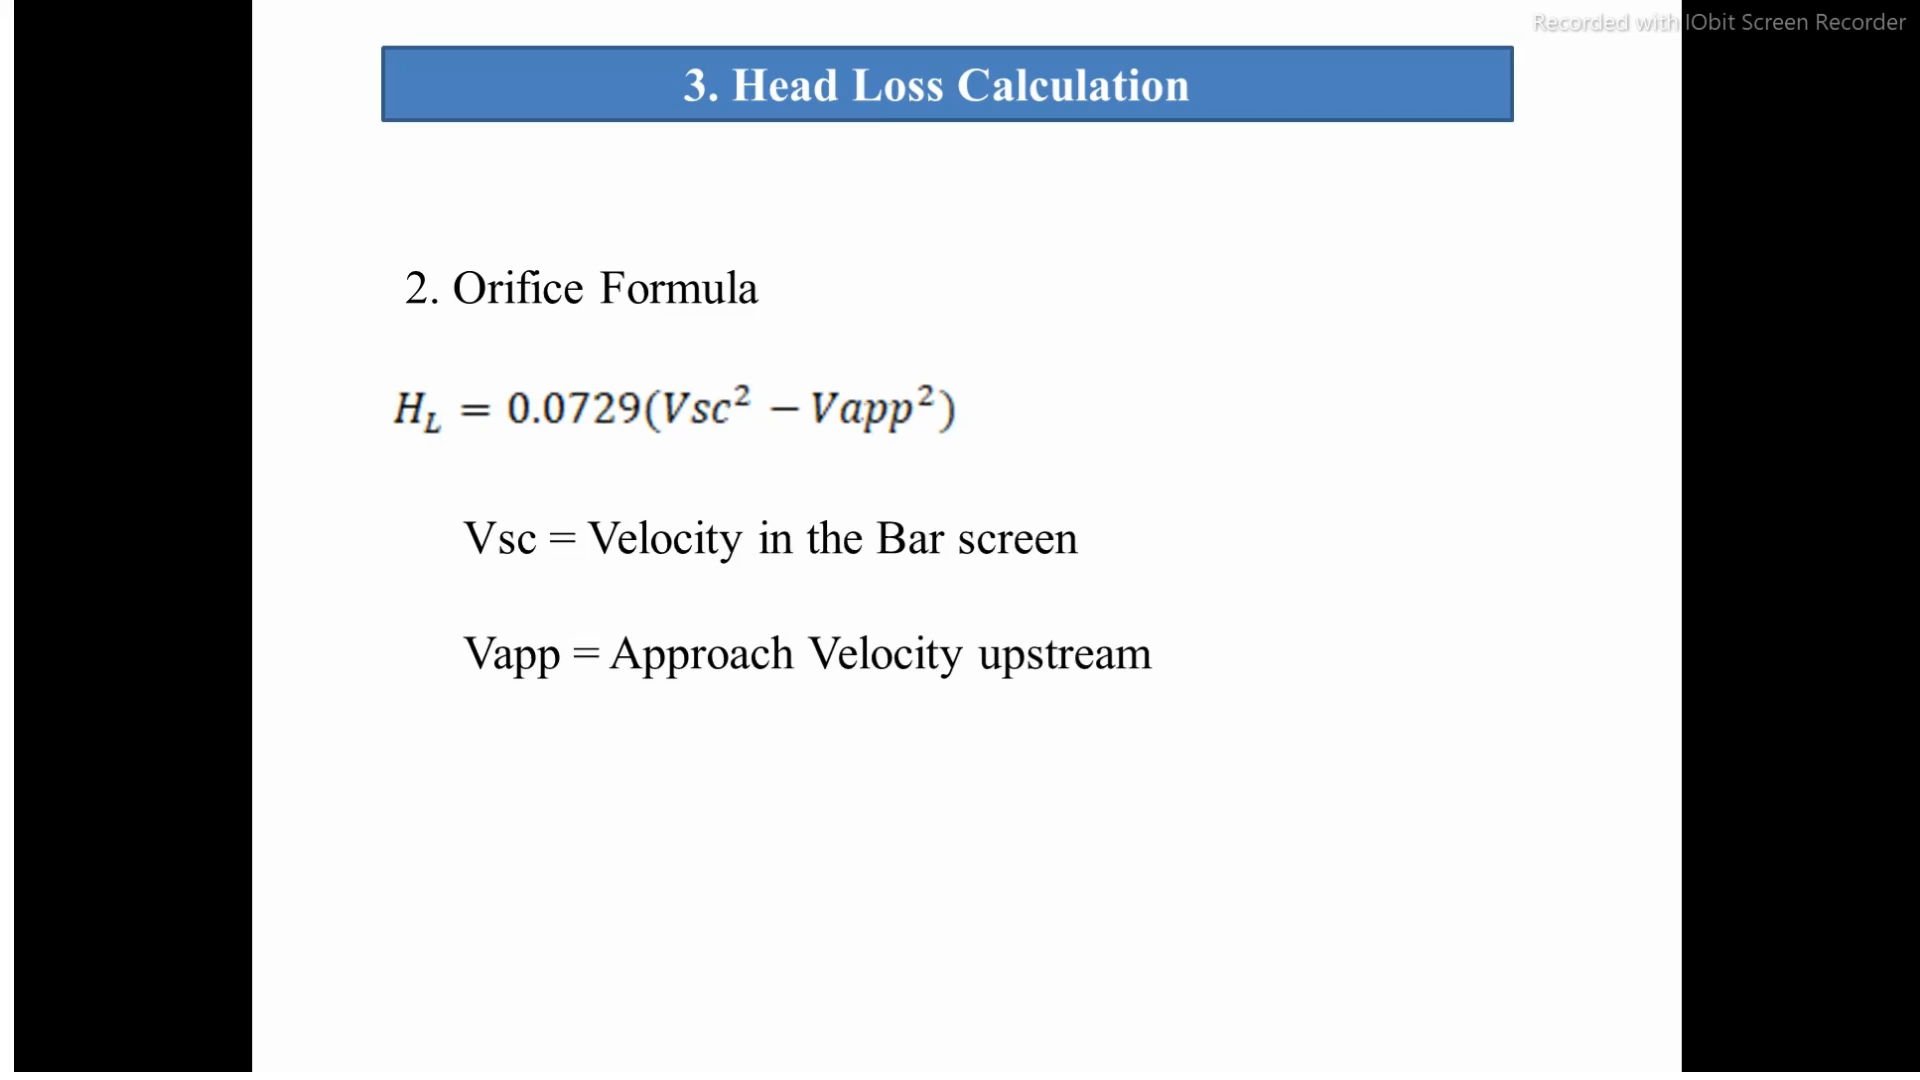 Recorded with IObit Screen Recorder
3. Head Loss Calculation
2. Orifice Formula
H_L = 0.0729(Vsc² − Vapp²)
Vsc = Velocity in the Bar screen
Vapp = Approach Velocity upstream